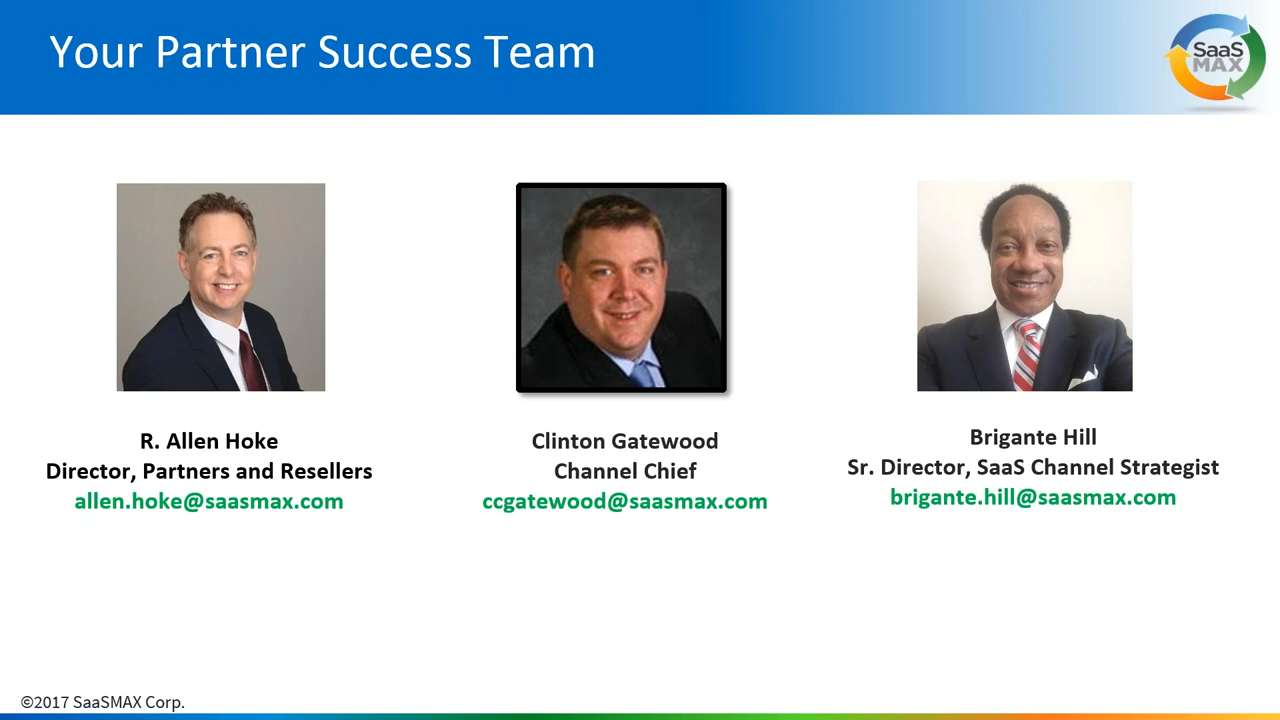 Your Partner Success Team
SaaS
MAX
R. Allen Hoke
Director, Partners and Resellers
allen.hoke@saasmax.com
Clinton Gatewood
Channel Chief
ccgatewood@saasmax.com
Brigante Hill
Sr. Director, SaaS Channel Strategist
brigante.hill@saasmax.com
©2017 SaaSMAX Corp.